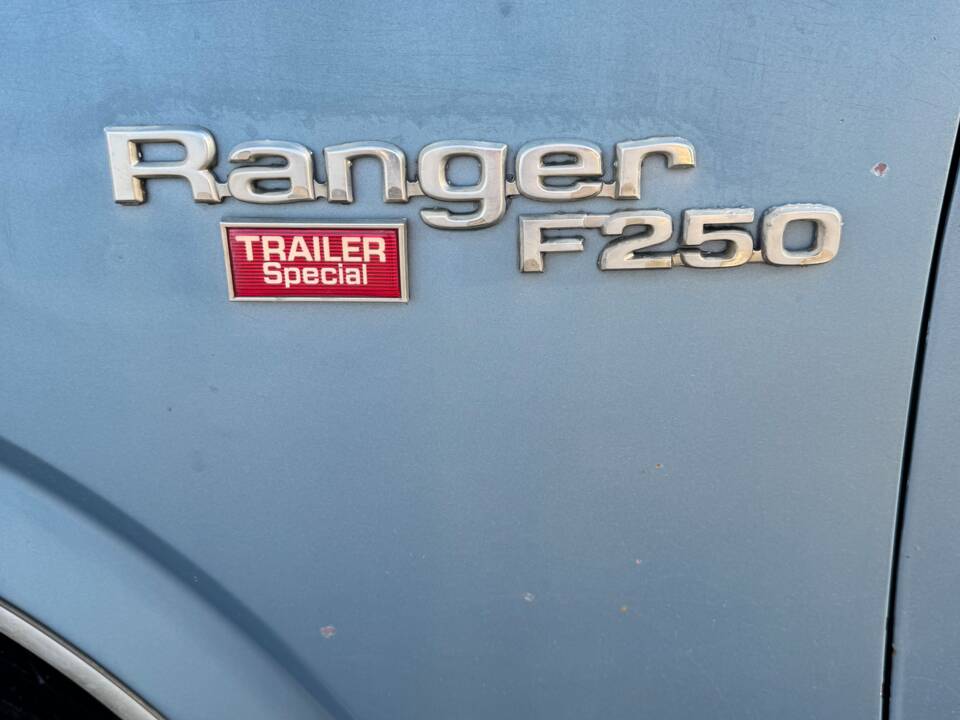 Ranger
F250
TRAILER
Special